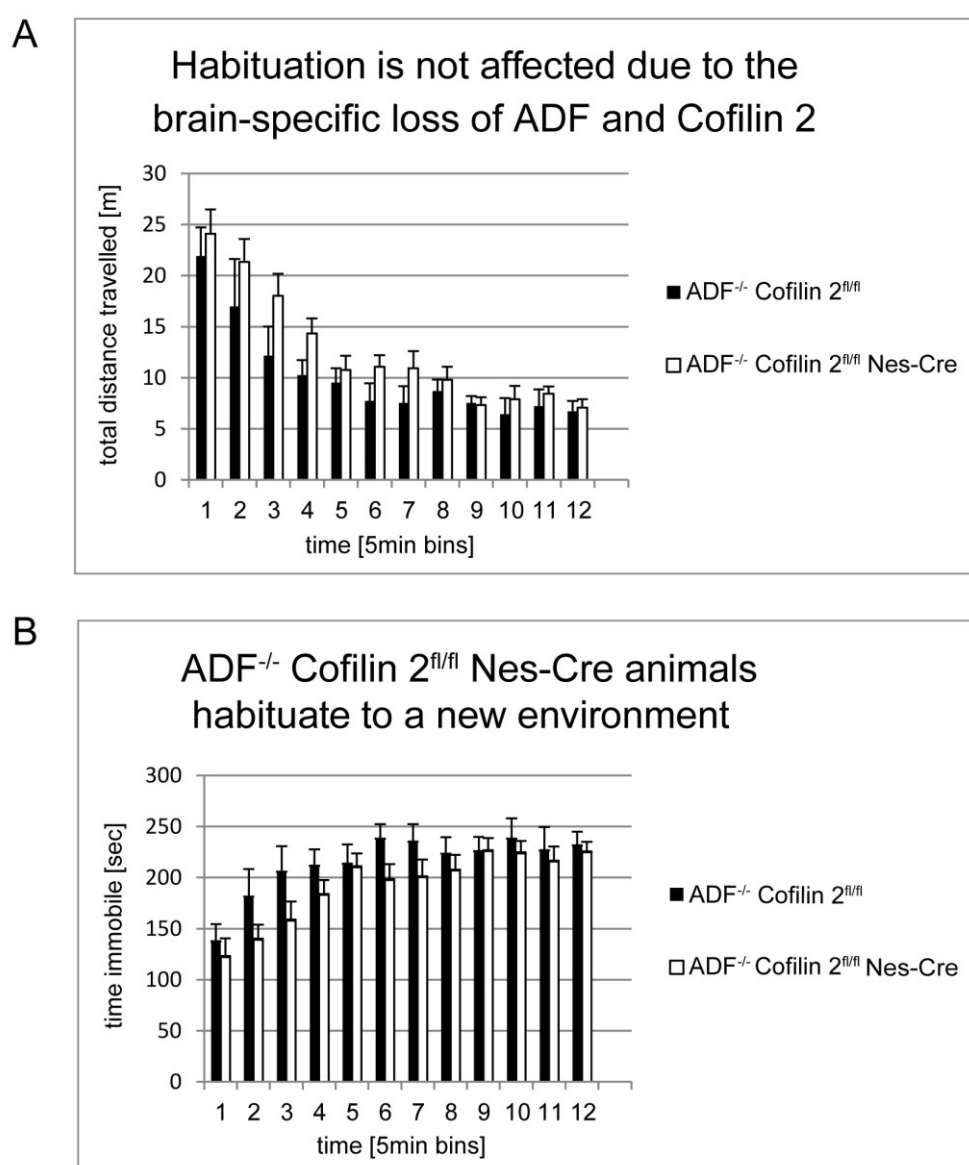 A
Habituation is not affected due to the
brain-specific loss of ADF and Cofilin 2
total distance travelled [m]
30
25
20
15
10
5
0
1 2 3 4 5 6 7 8 9 10 11 12
time [5min bins]
ADF-/- Cofilin 2fl/fl
ADF-/- Cofilin 2fl/fl Nes-Cre
B
ADF-/- Cofilin 2fl/fl Nes-Cre animals
habituate to a new environment
time immobile [sec]
300
250
200
150
100
50
0
1 2 3 4 5 6 7 8 9 10 11 12
time [5min bins]
ADF-/- Cofilin 2fl/fl
ADF-/- Cofilin 2fl/fl Nes-Cre